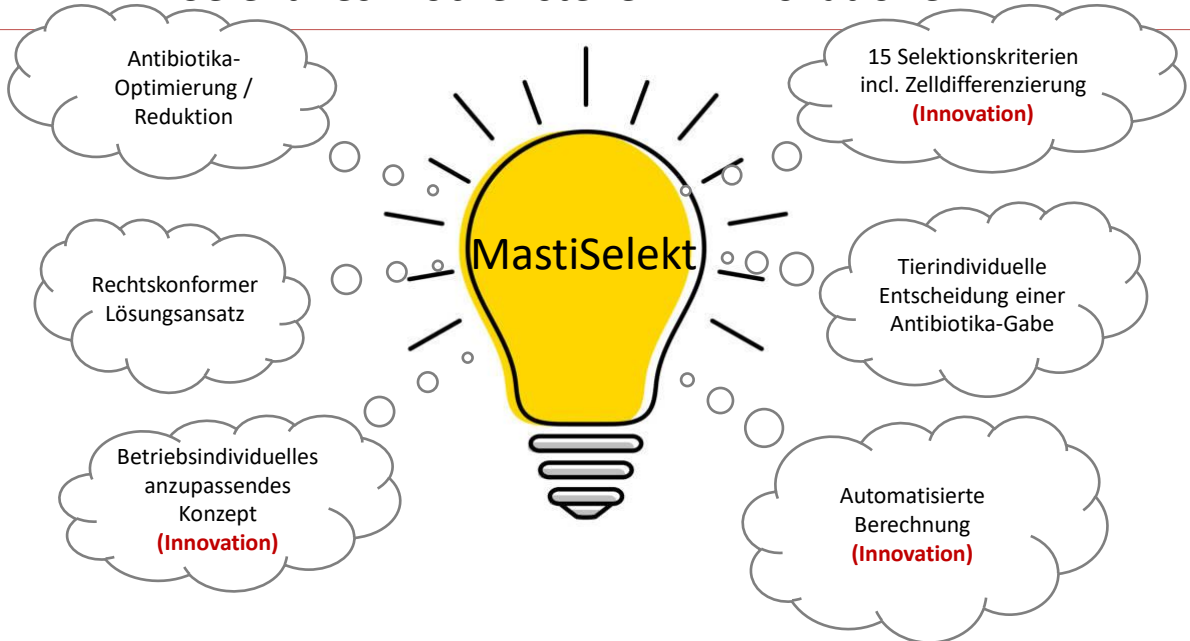 Antibiotika-
Optimierung /
Reduktion
15 Selektionskriterien
incl. Zelldifferenzierung
(Innovation)
MastiSelekt
Rechtskonformer
Lösungsansatz
Tierindividuelle
Entscheidung einer
Antibiotika-Gabe
Betriebsindividuelles
anzupassendes
Konzept
(Innovation)
Automatisierte
Berechnung
(Innovation)